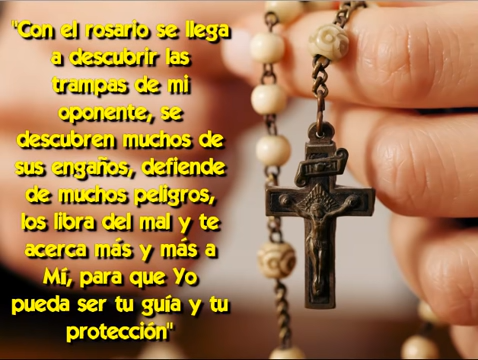 "Con el rosario se llega
a descubrir las
trampas de mi
oponente, se
descubren muchos de
sus engaños, defiende
de muchos peligros,
los libra del mal y te
acerca más y más a
Mí, para que Yo
pueda ser tu guía y tu
protección"